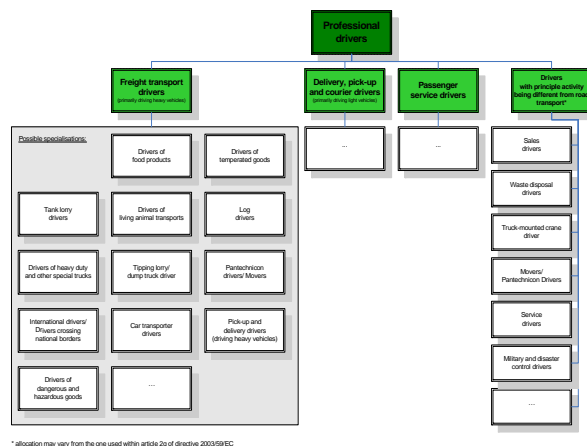 Professional
drivers
Freight transport
drivers
(primarily driving heavy vehicles)
Delivery, pick-up
and courier drivers
(primarily driving light vehicles)
Passenger
service drivers
Drivers
with principle activity
being different from road
transport*
Possible specialisations:
Drivers of
food products
Drivers of
temperated goods
Tank lorry
drivers
Drivers of
living animal transports
Log
drivers
Drivers of heavy duty
and other special trucks
Tipping lorry/
dump truck driver
Pantechnicon
drivers/ Movers
International drivers/
Drivers crossing
national borders
Car transporter
drivers
Pick-up and
delivery drivers
(driving heavy vehicles)
Drivers of
dangerous and
hazardous goods
....
...
...
Sales
drivers
Waste disposal
drivers
Truck-mounted crane
driver
Movers/
Pantechnicon Drivers
Service
drivers
Military and disaster
control drivers
....
* allocation may vary from the one used within article 2g of directive 2003/59/EC